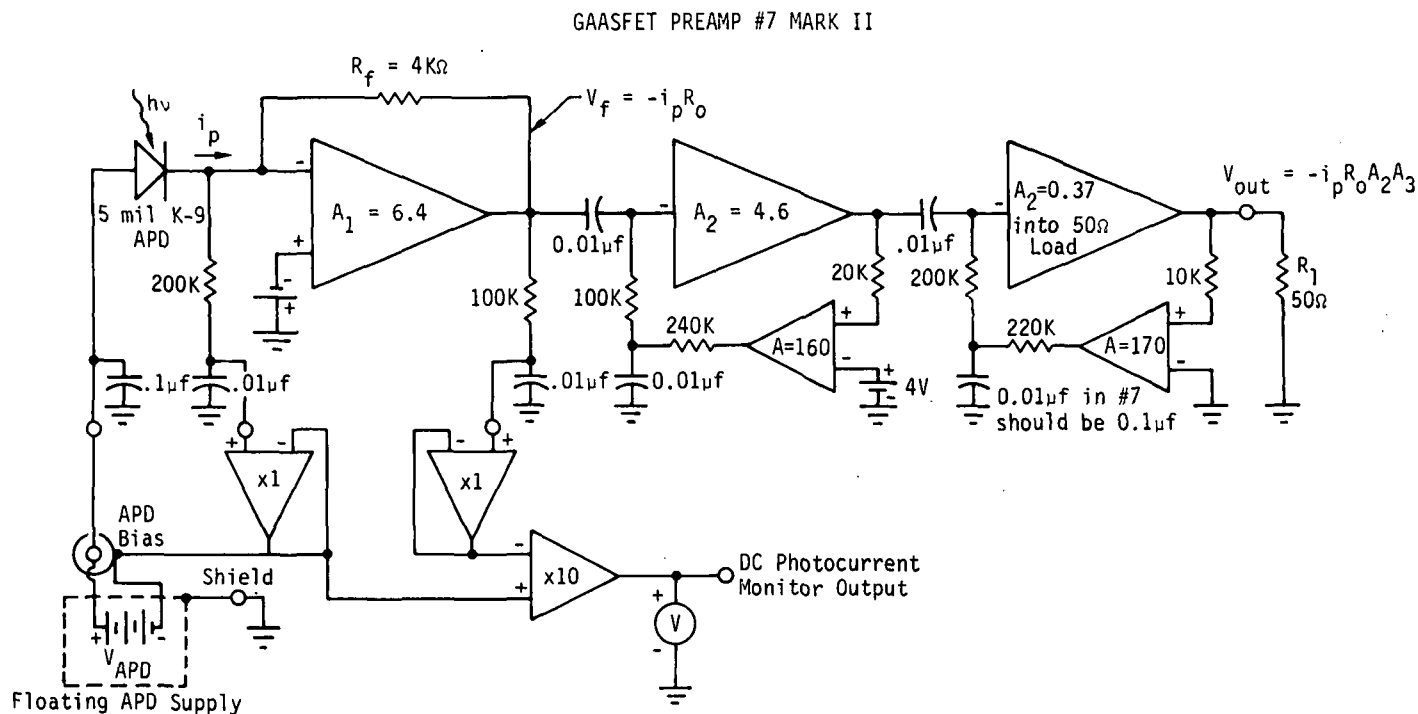 GAASFET PREAMP #7 MARK II
R_f = 4KΩ
hν
i_p
V_f = -i_pR_o
5 mil K-9
APD
-
+
A_1 = 6.4
-
+
200K
0.01µf
100K
100K
-
A_2 = 4.6
.01µf
20K
200K
-
A_2=0.37
into 50Ω
Load
V_out = -i_pR_oA_2A_3
10K
R_l
50Ω
240K
A=160
+
-
+
-
4V
220K
A=170
+
-
.1µf
.01µf
.01µf
0.01µf
0.01µf in #7
should be 0.1µf
+
-
x1
-
+
x1
APD
Bias
Shield
-
+
x10
DC Photocurrent
Monitor Output
+
V
-
+
-
V_APD
Floating APD Supply